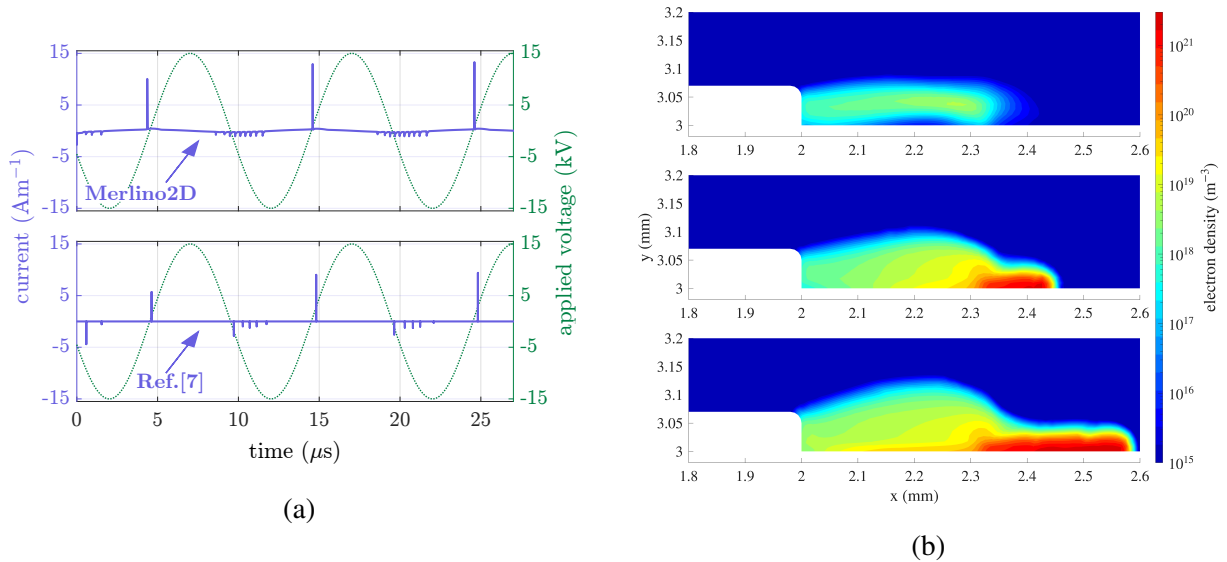 15
5
-5
-15
15
5
-5
-15
Merlino2D
15
5
-5
-15
15
5
-5
-15
Ref.[7]
0 5 10 15 20 25
time (μs)
current (Am⁻¹)
applied voltage (kV)
(a)
3.2
3.15
3.1
3.05
3
1.8 1.9 2 2.1 2.2 2.3 2.4 2.5 2.6
3.2
3.15
3.1
3.05
3
1.8 1.9 2 2.1 2.2 2.3 2.4 2.5 2.6
3.2
3.15
3.1
3.05
3
1.8 1.9 2 2.1 2.2 2.3 2.4 2.5 2.6
y (mm)
x (mm)
10²¹
10²⁰
10¹⁹
10¹⁸
10¹⁷
10¹⁶
10¹⁵
electron density (m⁻³)
(b)